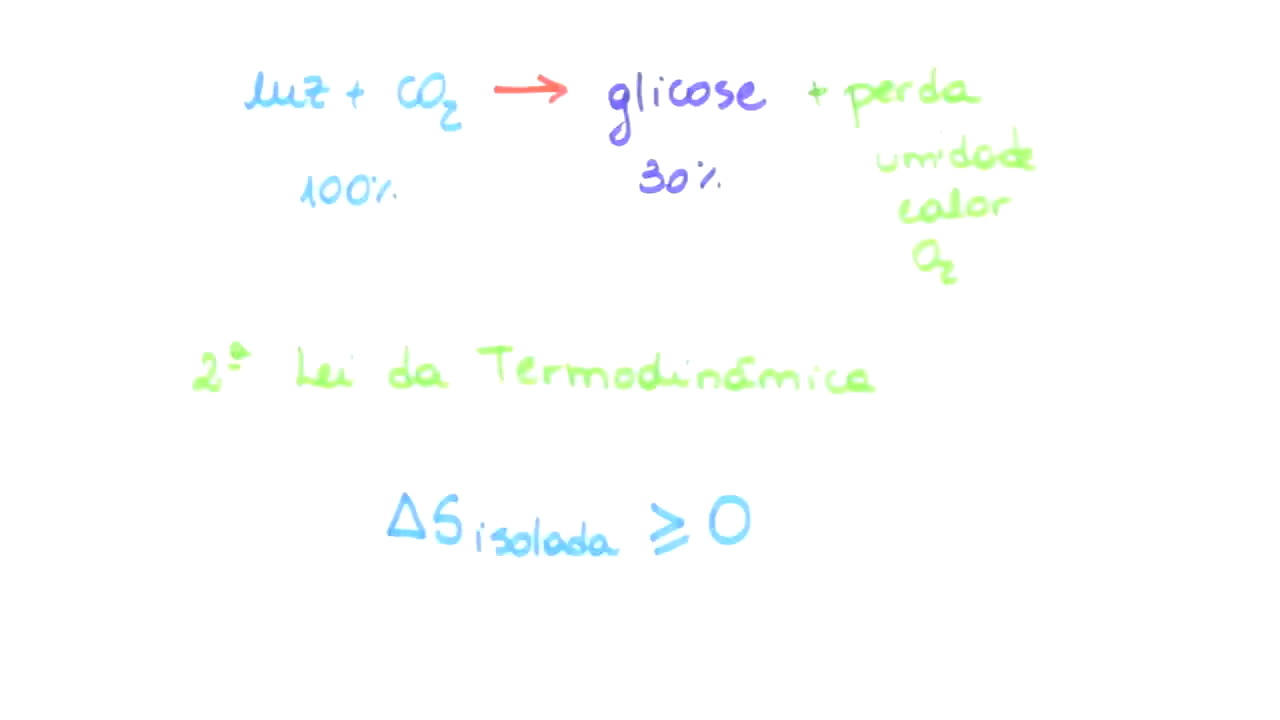 luz + CO₂ → glicose + perda
100% 30% umidade
calor
O₂
2ª Lei da Termodinâmica
ΔS isolada ≥ 0